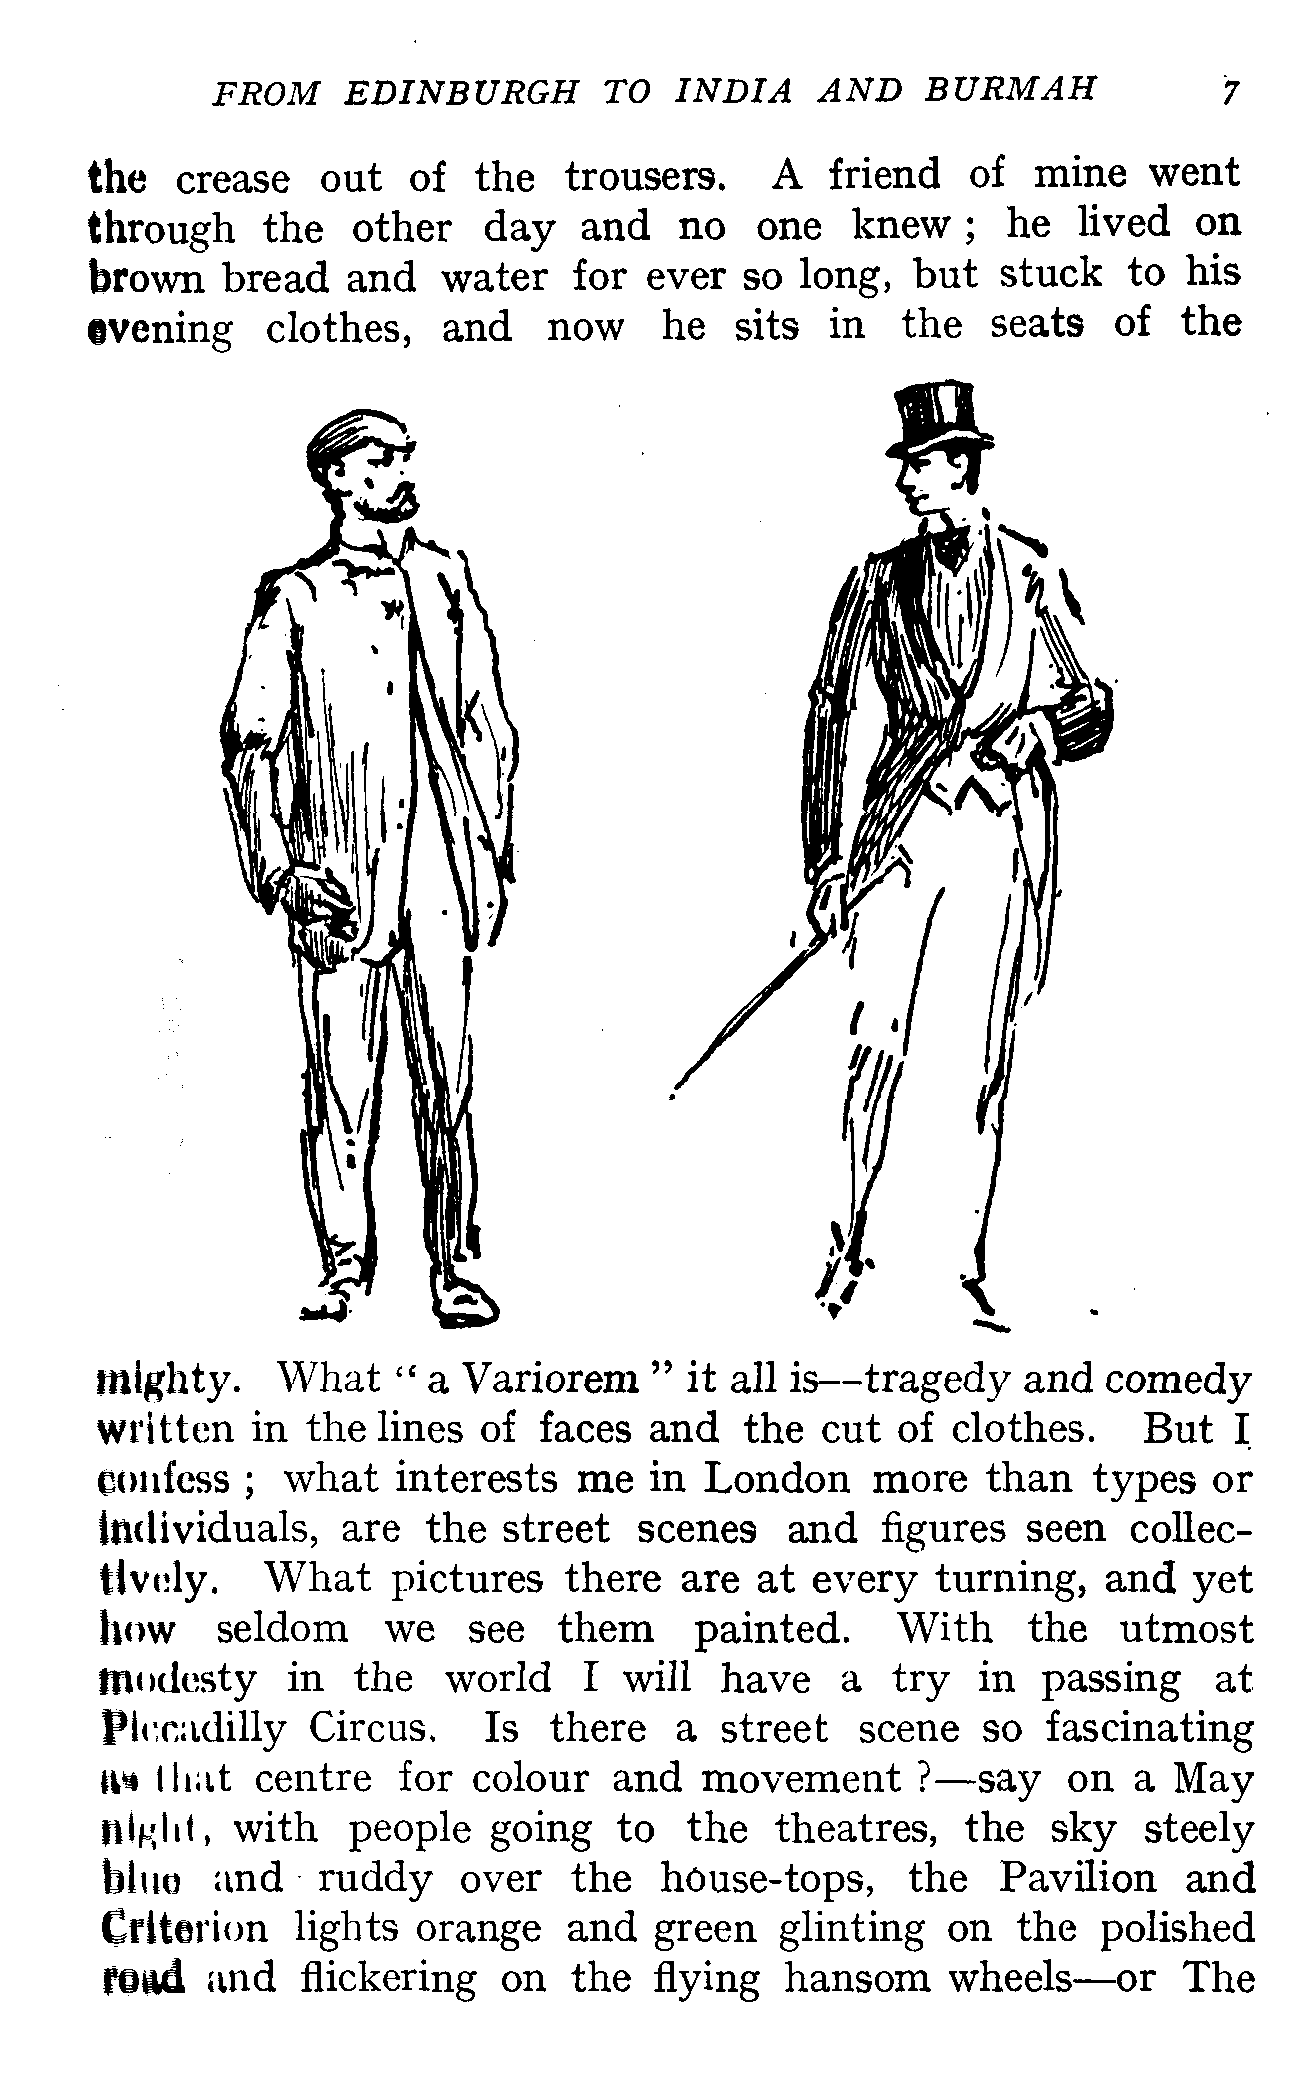 FROM EDINBURGH TO INDIA AND BURMAH 7
the crease out of the trousers. A friend of mine went
through the other day and no one knew ; he lived on
brown bread and water for ever so long, but stuck to his
evening clothes, and now he sits in the seats of the
mighty. What “ a Variorem ” it all is—tragedy and comedy
written in the lines of faces and the cut of clothes. But I
confess ; what interests me in London more than types or
individuals, are the street scenes and figures seen collec-
tively. What pictures there are at every turning, and yet
how seldom we see them painted. With the utmost
modesty in the world I will have a try in passing at
Piccadilly Circus. Is there a street scene so fascinating
as that centre for colour and movement ?—say on a May
night, with people going to the theatres, the sky steely
blue and ruddy over the house-tops, the Pavilion and
Criterion lights orange and green glinting on the polished
road and flickering on the flying hansom wheels—or The